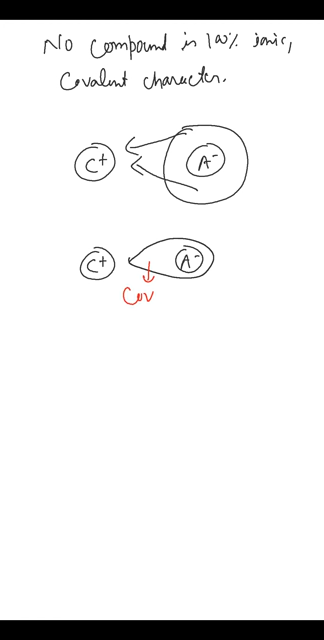 No compound is 100% ionic,
Covalent character.
C+
A-
C+
A-
Cov